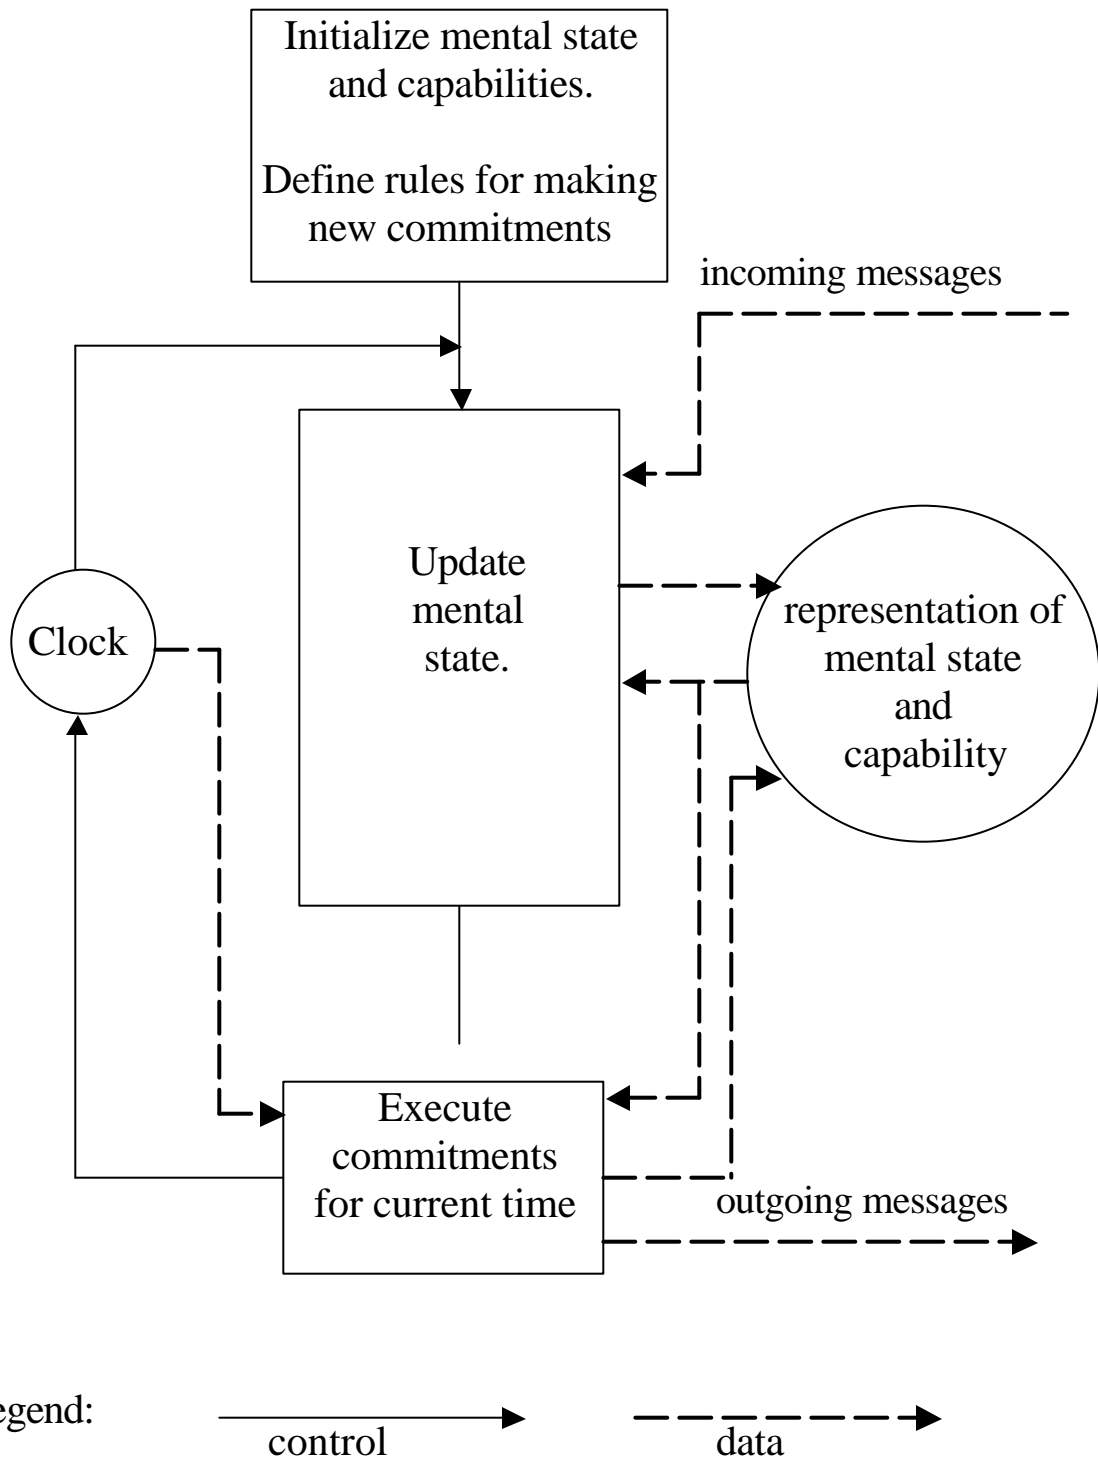 Initialize mental state
and capabilities.
Define rules for making
new commitments
incoming messages
Update
mental
state.
Clock
representation of
mental state
and
capability
Execute
commitments
for current time
outgoing messages
egend:
control
data